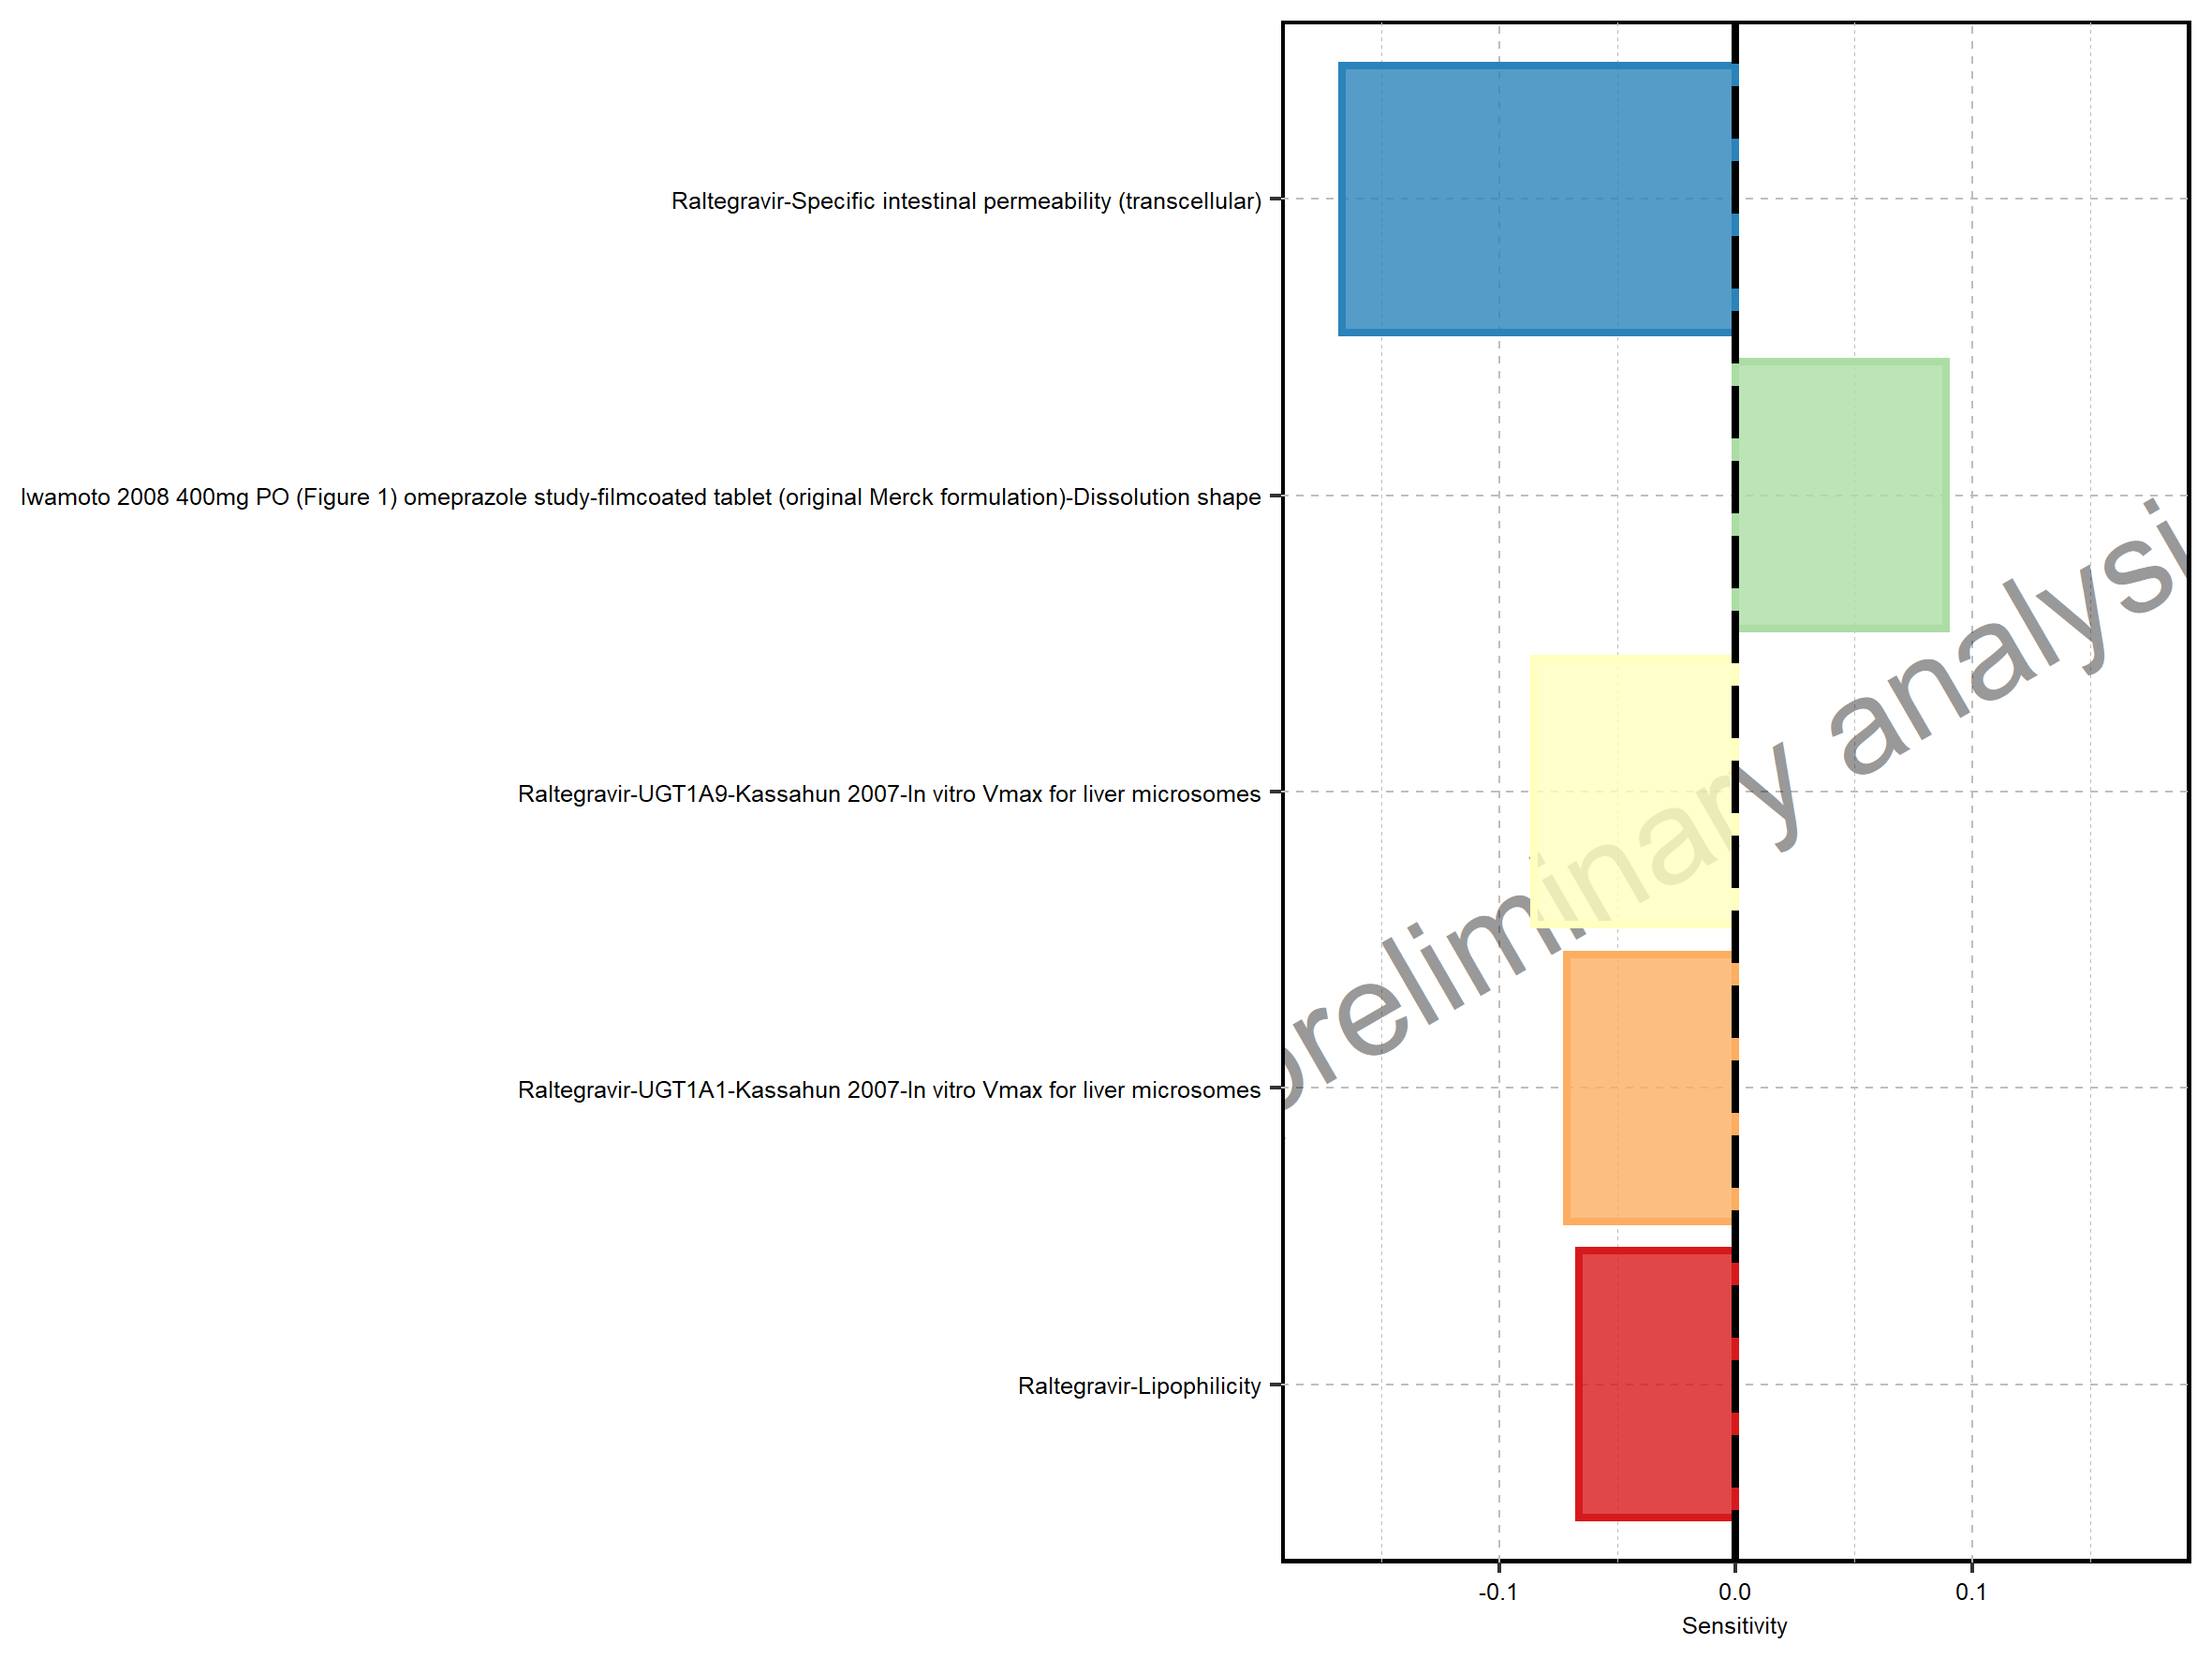 Raltegravir-Specific intestinal permeability (transcellular)
Iwamoto 2008 400mg PO (Figure 1) omeprazole study-filmcoated tablet (original Merck formulation)-Dissolution shape
Raltegravir-UGT1A9-Kassahun 2007-In vitro Vmax for liver microsomes
Raltegravir-UGT1A1-Kassahun 2007-In vitro Vmax for liver microsomes
Raltegravir-Lipophilicity
preliminary analysi
-0.1 0.0 0.1
Sensitivity